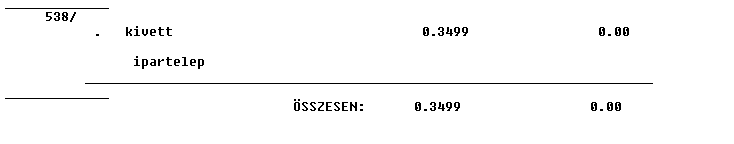 538/
. kivett 0.3499 0.00
ipartelep
ÖSSZESEN: 0.3499 0.00